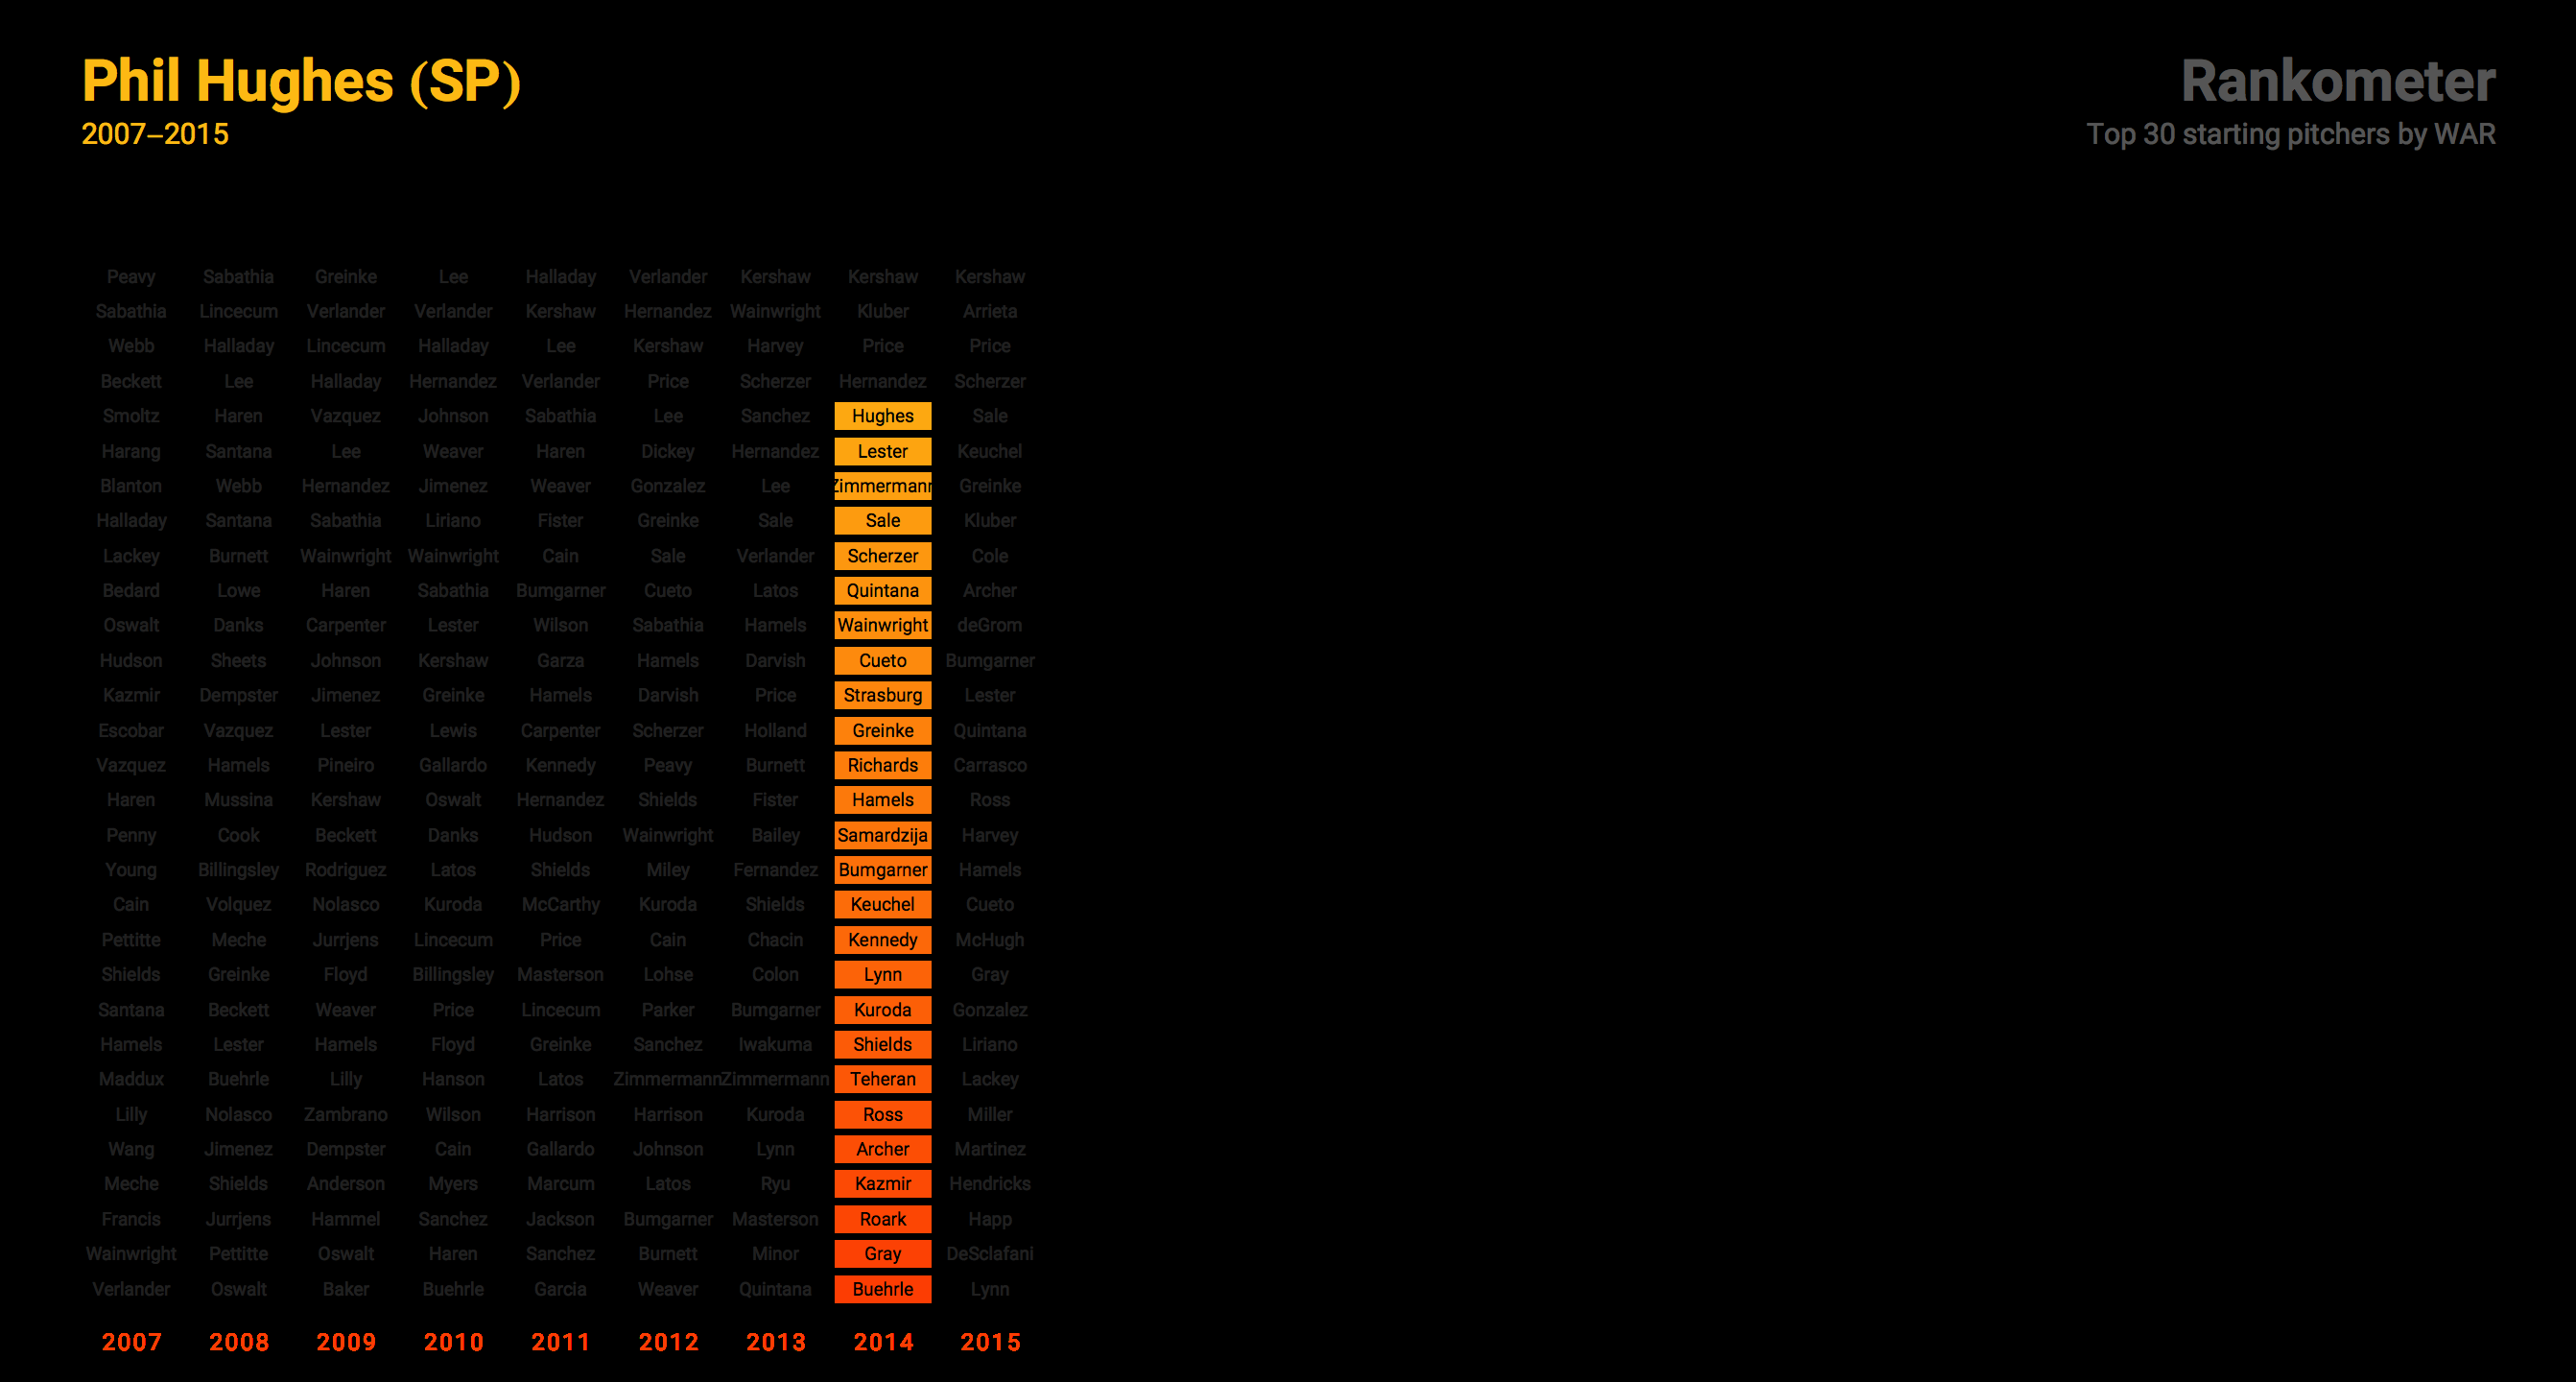 Phil Hughes (SP)
2007–2015
Rankometer
Top 30 starting pitchers by WAR
Peavy Sabathia Greinke Lee Halladay Verlander Kershaw Kershaw Kershaw
Sabathia Lincecum Verlander Verlander Kershaw Hernandez Wainwright Kluber Arrieta
Webb Halladay Lincecum Halladay Lee Kershaw Harvey Price Price
Beckett Lee Halladay Hernandez Verlander Price Scherzer Hernandez Scherzer
Smoltz Haren Vazquez Johnson Sabathia Lee Sanchez Hughes Sale
Harang Santana Lee Weaver Haren Dickey Hernandez Lester Keuchel
Blanton Webb Hernandez Jimenez Weaver Gonzalez Lee Zimmermann Greinke
Halladay Santana Sabathia Liriano Fister Greinke Sale Sale Kluber
Lackey Burnett Wainwright Wainwright Cain Sale Verlander Scherzer Cole
Bedard Lowe Haren Sabathia Bumgarner Cueto Latos Quintana Archer
Oswalt Danks Carpenter Lester Wilson Sabathia Hamels Wainwright deGrom
Hudson Sheets Johnson Kershaw Garza Hamels Darvish Cueto Bumgarner
Kazmir Dempster Jimenez Greinke Hamels Darvish Price Strasburg Lester
Escobar Vazquez Lester Lewis Carpenter Scherzer Holland Greinke Quintana
Vazquez Hamels Pineiro Gallardo Kennedy Peavy Burnett Richards Carrasco
Haren Mussina Kershaw Oswalt Hernandez Shields Fister Hamels Ross
Penny Cook Beckett Danks Hudson Wainwright Bailey Samardzija Harvey
Young Billingsley Rodriguez Latos Shields Miley Fernandez Bumgarner Hamels
Cain Volquez Nolasco Kuroda McCarthy Kuroda Shields Keuchel Cueto
Pettitte Meche Jurrjens Lincecum Price Cain Chacin Kennedy McHugh
Shields Greinke Floyd Billingsley Masterson Lohse Colon Lynn Gray
Santana Beckett Weaver Price Lincecum Parker Bumgarner Kuroda Gonzalez
Hamels Lester Hamels Floyd Greinke Sanchez Iwakuma Shields Liriano
Maddux Buehrle Lilly Hanson Latos Zimmermann Zimmermann Teheran Lackey
Lilly Nolasco Zambrano Wilson Harrison Harrison Kuroda Ross Miller
Wang Jimenez Dempster Cain Gallardo Johnson Lynn Archer Martinez
Meche Shields Anderson Myers Marcum Latos Ryu Kazmir Hendricks
Francis Jurrjens Hammel Sanchez Jackson Bumgarner Masterson Roark Happ
Wainwright Pettitte Oswalt Haren Sanchez Burnett Minor Gray DeSclafani
Verlander Oswalt Baker Buehrle Garcia Weaver Quintana Buehrle Lynn
2007 2008 2009 2010 2011 2012 2013 2014 2015